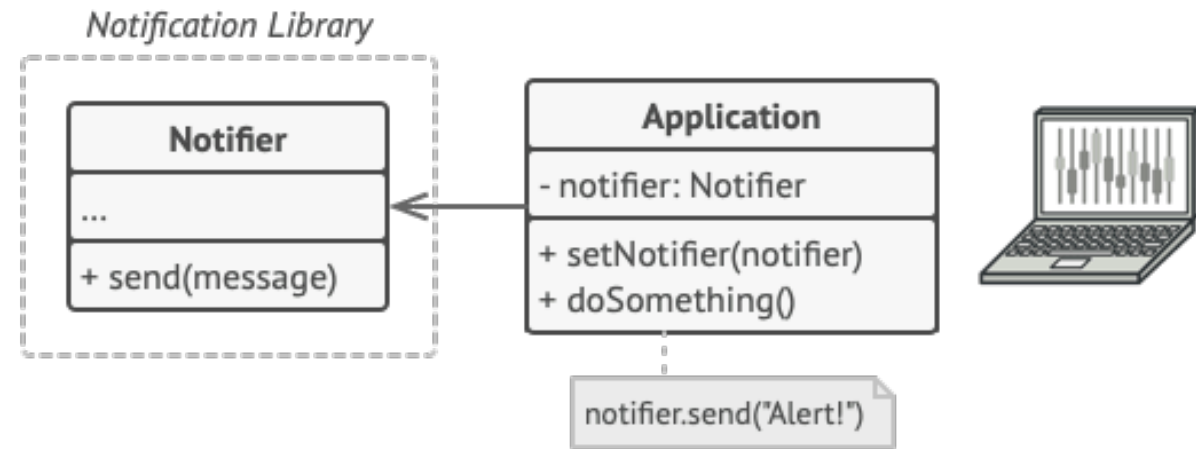 Notification Library
Notifier
...
+ send(message)
Application
- notifier: Notifier
+ setNotifier(notifier)
+ doSomething()
notifier.send("Alert!")